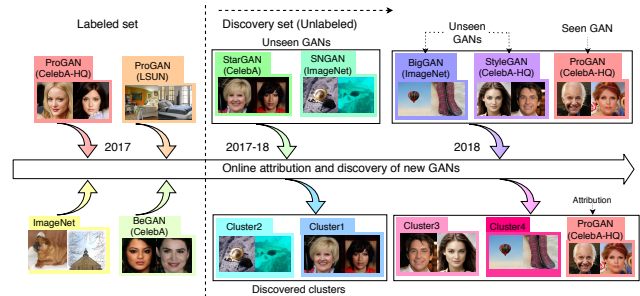 Labeled set
Discovery set (Unlabeled)
Unseen GANs
Unseen
GANs
Seen GAN
ProGAN
(CelebA-HQ)
ProGAN
(LSUN)
StarGAN
(CelebA)
SNGAN
(ImageNet)
BigGAN
(ImageNet)
StyleGAN
(CelebA-HQ)
ProGAN
(CelebA-HQ)
2017
2017-18
2018
Online attribution and discovery of new GANs
ImageNet
BeGAN
(CelebA)
Cluster2
Cluster1
Cluster3
Cluster4
Attribution
ProGAN
(CelebA-HQ)
Discovered clusters